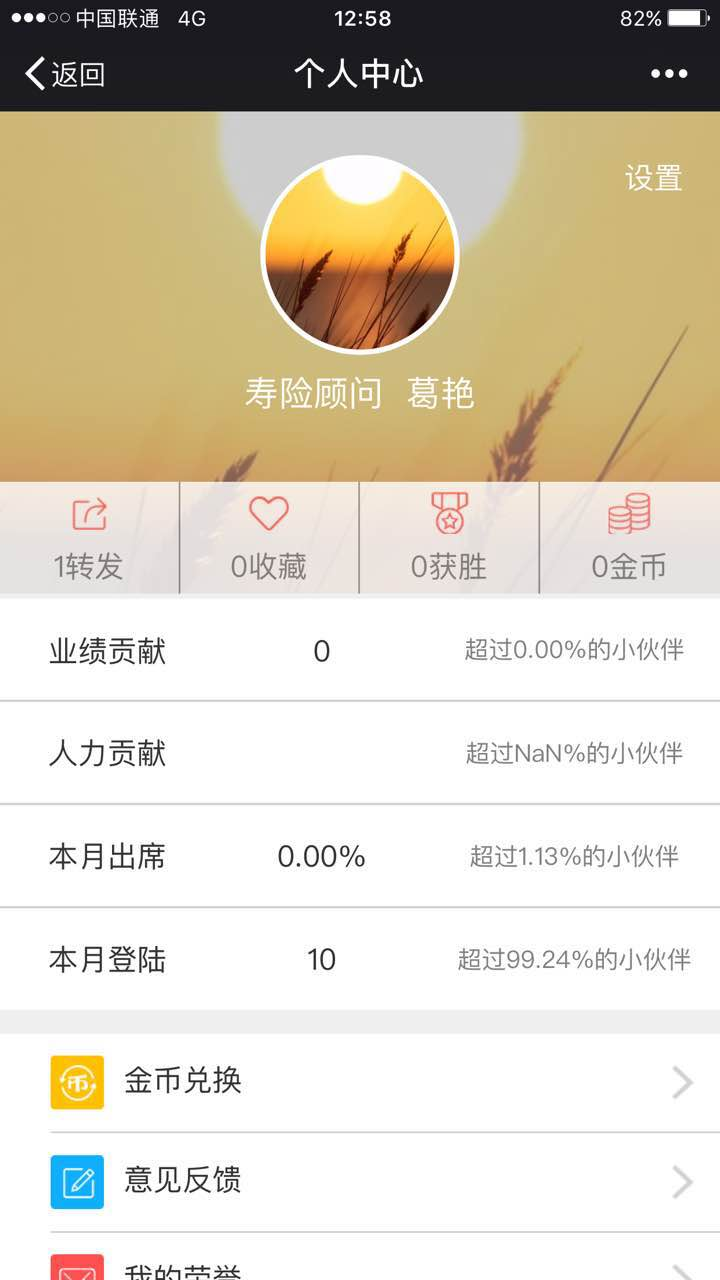 中国联通 4G 12:58 82%
返回 个人中心
设置
寿险顾问 葛艳
1转发 0收藏 0获胜 0金币
业绩贡献 0 超过0.00%的小伙伴
人力贡献 超过NaN%的小伙伴
本月出席 0.00% 超过1.13%的小伙伴
本月登陆 10 超过99.24%的小伙伴
币 金币兑换
意见反馈
我的荣誉